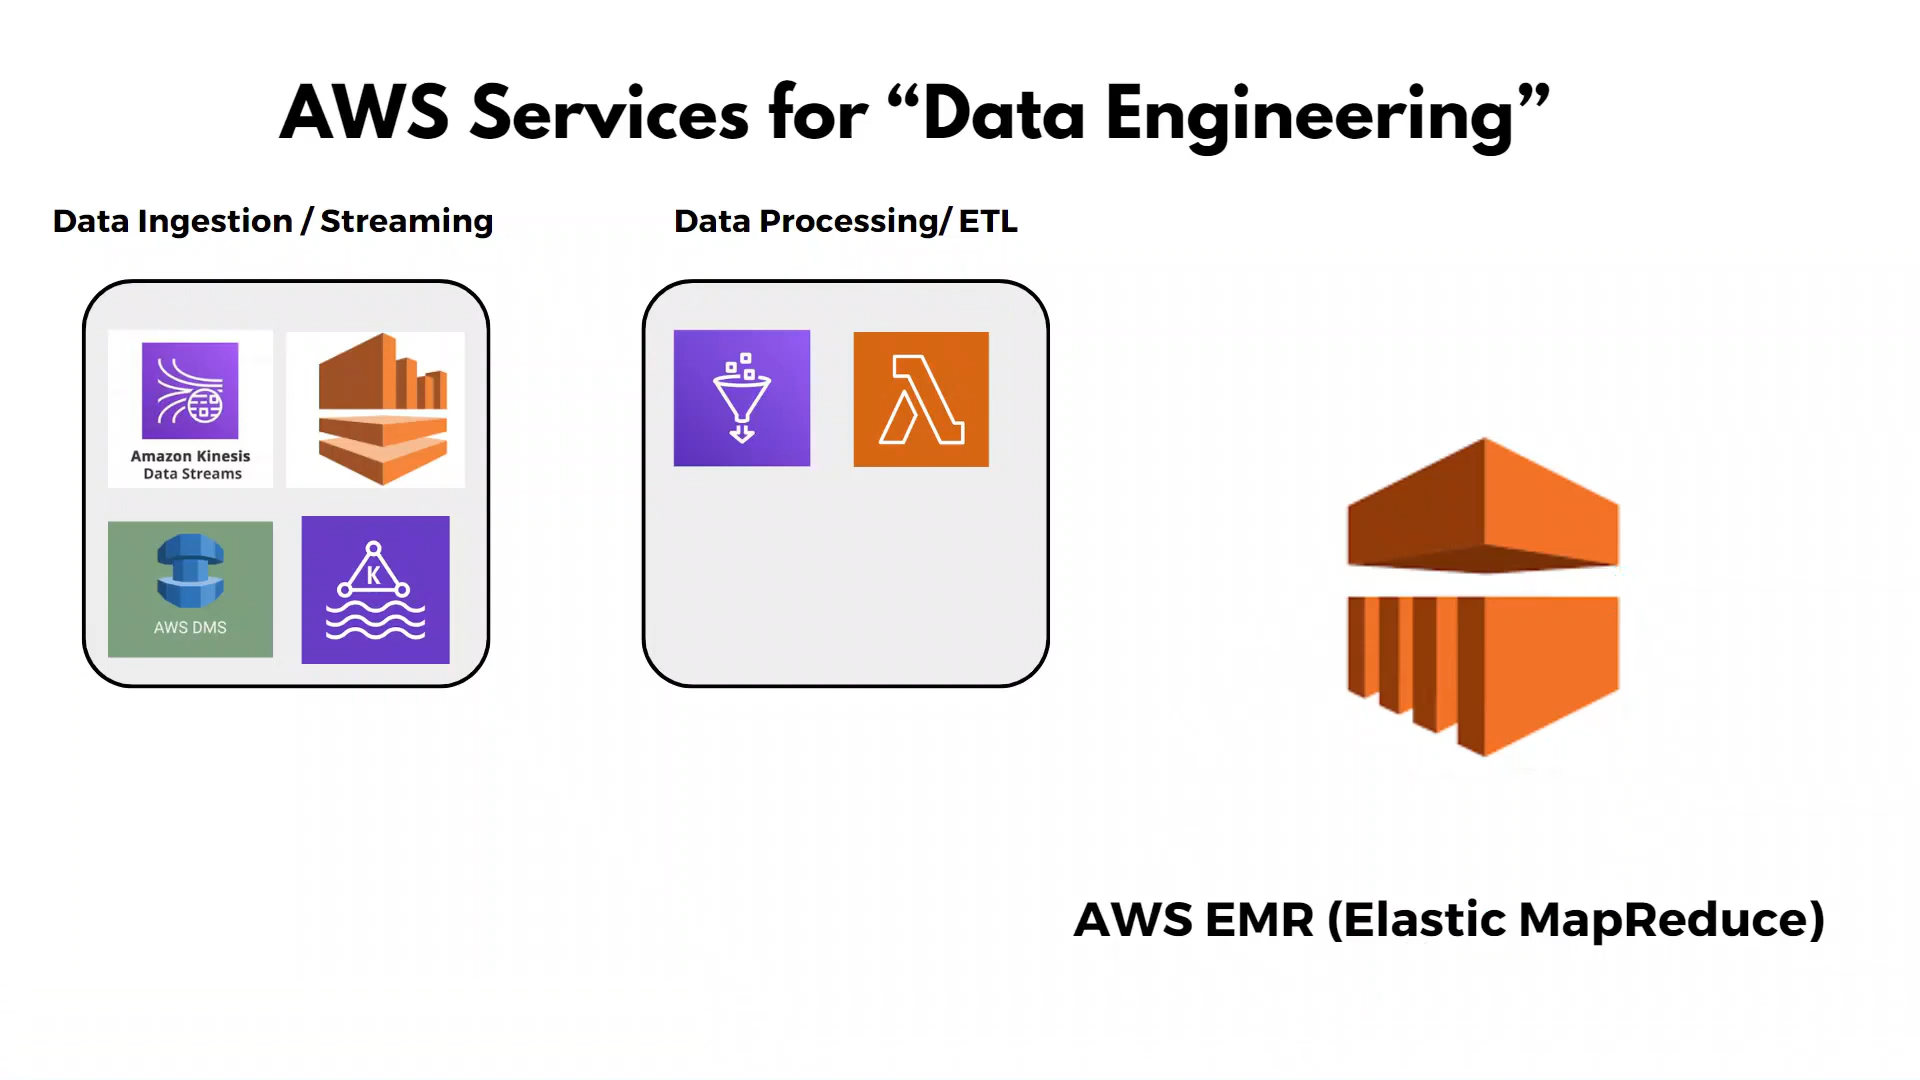 AWS Services for “Data Engineering”
Data Ingestion / Streaming
Data Processing/ ETL
Amazon Kinesis
Data Streams
AWS DMS
K
AWS EMR (Elastic MapReduce)